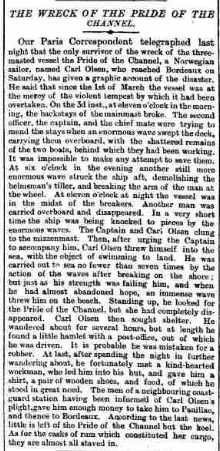 THE WRECK OF THE PRIDE OF THE
CHANNEL.
Our Paris Correspondent telegraphed last
night that the only survivor of the wreck of the three-
masted vessel the Pride of the Channel, a Norwegian
sailor, named Carl Olsen, who reached Bordeaux on
Saturday, has given a graphic account of the disaster.
He said that since the 1st of March the vessel was at
the mercy of the violent tempest by which it had been
overtaken. On the 3d inst., at eleven o'clock in the morn-
ing, the backstays of the mainmast broke. The second
officer, the captain, and the chief mate were trying to
mend the stays when an enormous wave swept the deck,
carrying them overboard, with the shattered remains
of the two boats, behind which they had been working.
It was impossible to make any attempt to save them.
At six o'clock in the evening another still more
enormous wave struck the ship aft, demolishing the
helmsman's tiller, and breaking the arm of the man at
the wheel. At eleven o'clock at night the vessel was
in the midst of the breakers. Another man was
carried overboard and disappeared. In a very short
time the ship was being knocked to pieces by the
enormous waves. The Captain and Carl Olsen clung
to the mizzenmast. Then, after urging the Captain
to accompany him, Carl Olsen threw himself into the
sea, with the object of swimming to land. He was
carried out to sea no fewer than seven times by the
action of the waves after breaking on the shore;
but just as his strength was failing him, and when
he had almost abandoned hope, an immense wave
threw him on the beach. Standing up, he looked for
the Pride of the Channel, but she had completely dis-
appeared. Carl Olsen then sought shelter. He
wandered about for several hours, but at length he
found a little hamlet with a post-office, out of which
he was driven. It is probable he was mistaken for a
robber. At last, after spending the night in further
wandering about, he fortunately met a kind-hearted
workman, who led him into his hut, and gave him a
shirt, a pair of wooden shoes, and food, of which he
stood in great need. The men of a neighbouring coast-
guard station having been informed of Carl Olsen's
plight, gave him enough money to take him to Pauillac,
and thence to Bordeaux. According to the last news,
little is left of the Pride of the Channel but the keel.
As for the casks of rum which constituted her cargo,
they are almost all staved in.